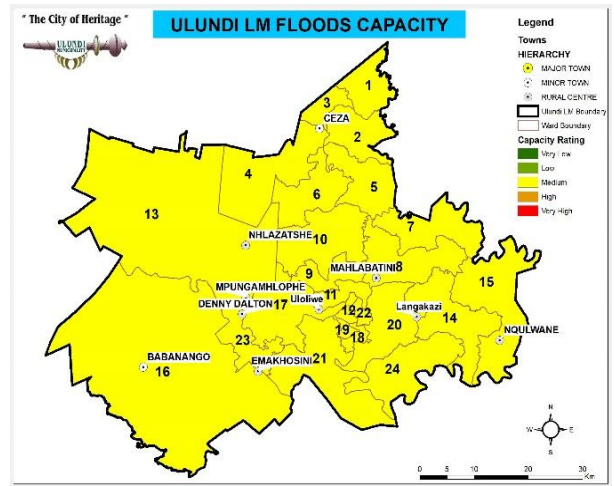 " The City of Heritage "
ULUNDI
MUNICIPALITY
ULUNDI LM FLOODS CAPACITY
Legend
Towns
HIERARCHY
MAJOR TOWN
MINOR TOWN
RURAL CENTRE
Ulundi LM Boundary
Ward Boundary
Capacity Rating
Very Low
Low
Medium
High
Very High
1
3
CEZA
2
4
5
6
13
7
10
NHLAZATSHE
9
MAHLABATINI
8
15
MPUNGAMHLOPHE
11
DENNY DALTON
17
Uloliwe
12
22
Langakazi
20
14
19
18
NQULWANE
23
EMAKHOSINI
21
BABANANGO
16
24
N
W
E
S
0 5 10 20 30
Km